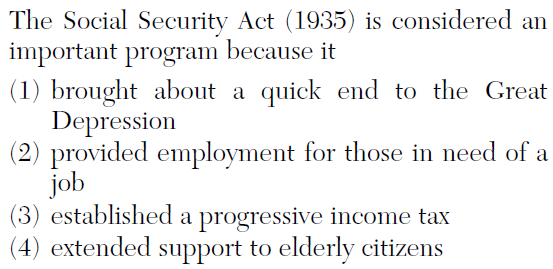 The Social Security Act (1935) is considered an
important program because it
(1) brought about a quick end to the Great
Depression
(2) provided employment for those in need of a
job
(3) established a progressive income tax
(4) extended support to elderly citizens